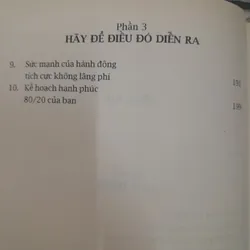 Phần 3
HÃY ĐỂ ĐIỀU ĐÓ DIỄN RA
9. Sức mạnh của hành động
tích cực không lãng phí
10. Kế hoạch hạnh phúc
80/20 của bạn